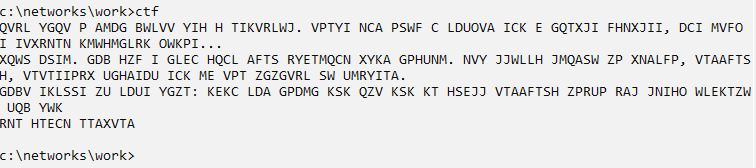 c:\networks\work>ctf
QVRL YGQV P AMDG BWLVV YIH H TIKVRLWJ. VPTYI NCA PSWF C LDUOVA ICK E GQTXJI FHNXJII, DCI MVFO
I IVXRNTN KMWHMGLRK OWKPI...
XQWS DSIM. GDB HZF I GLEC HQCL AFTS RYETMQCN XYKA GPHUNM. NVY JJWLLH JMQASW ZP XNALFP, VTAAFTS
H, VTVTIIPRX UGHAIDU ICK ME VPT ZGZGVRL SW UMRYITA.
GDBV IKLSSI ZU LDUI YGZT: KEKC LDA GPDMG KSK QZV KSK KT HSEJJ VTAAFTSH ZPRUP RAJ JNIHO WLEKTZW
 UQB YWK
RNT HTECN TTAXVTA
c:\networks\work>